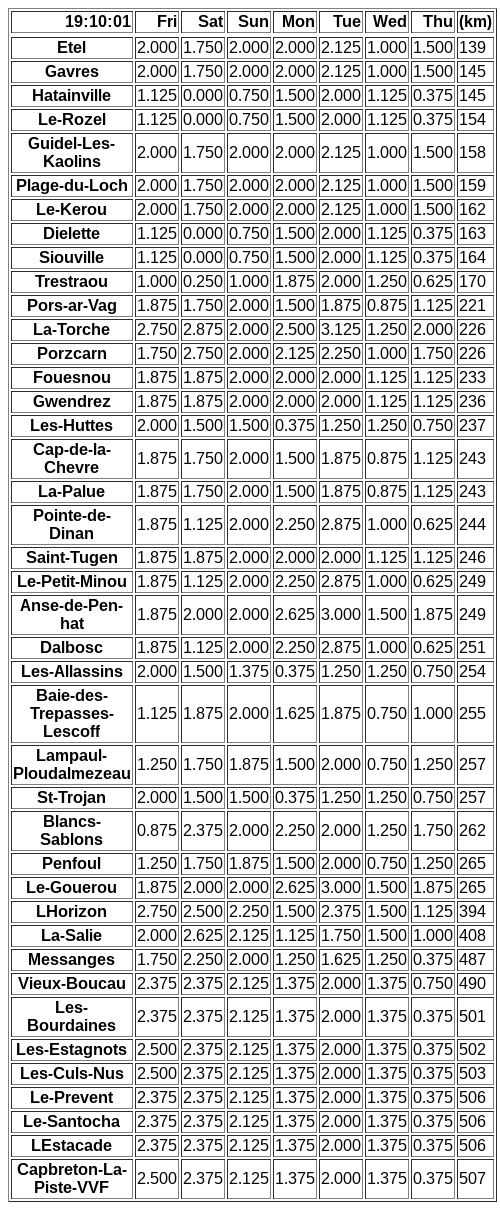 19:10:01 Fri Sat Sun Mon Tue Wed Thu (km)
Etel 2.000 1.750 2.000 2.000 2.125 1.000 1.500 139
Gavres 2.000 1.750 2.000 2.000 2.125 1.000 1.500 145
Hatainville 1.125 0.000 0.750 1.500 2.000 1.125 0.375 145
Le-Rozel 1.125 0.000 0.750 1.500 2.000 1.125 0.375 154
Guidel-Les-
Kaolins 2.000 1.750 2.000 2.000 2.125 1.000 1.500 158
Plage-du-Loch 2.000 1.750 2.000 2.000 2.125 1.000 1.500 159
Le-Kerou 2.000 1.750 2.000 2.000 2.125 1.000 1.500 162
Dielette 1.125 0.000 0.750 1.500 2.000 1.125 0.375 163
Siouville 1.125 0.000 0.750 1.500 2.000 1.125 0.375 164
Trestraou 1.000 0.250 1.000 1.875 2.000 1.250 0.625 170
Pors-ar-Vag 1.875 1.750 2.000 1.500 1.875 0.875 1.125 221
La-Torche 2.750 2.875 2.000 2.500 3.125 1.250 2.000 226
Porzcarn 1.750 2.750 2.000 2.125 2.250 1.000 1.750 226
Fouesnou 1.875 1.875 2.000 2.000 2.000 1.125 1.125 233
Gwendrez 1.875 1.875 2.000 2.000 2.000 1.125 1.125 236
Les-Huttes 2.000 1.500 1.500 0.375 1.250 1.250 0.750 237
Cap-de-la-
Chevre 1.875 1.750 2.000 1.500 1.875 0.875 1.125 243
La-Palue 1.875 1.750 2.000 1.500 1.875 0.875 1.125 243
Pointe-de-
Dinan 1.875 1.125 2.000 2.250 2.875 1.000 0.625 244
Saint-Tugen 1.875 1.875 2.000 2.000 2.000 1.125 1.125 246
Le-Petit-Minou 1.875 1.125 2.000 2.250 2.875 1.000 0.625 249
Anse-de-Pen-
hat 1.875 2.000 2.000 2.625 3.000 1.500 1.875 249
Dalbosc 1.875 1.125 2.000 2.250 2.875 1.000 0.625 251
Les-Allassins 2.000 1.500 1.375 0.375 1.250 1.250 0.750 254
Baie-des-
Trepasses-
Lescoff 1.125 1.875 2.000 1.625 1.875 0.750 1.000 255
Lampaul-
Ploudalmezeau 1.250 1.750 1.875 1.500 2.000 0.750 1.250 257
St-Trojan 2.000 1.500 1.500 0.375 1.250 1.250 0.750 257
Blancs-
Sablons 0.875 2.375 2.000 2.250 2.000 1.250 1.750 262
Penfoul 1.250 1.750 1.875 1.500 2.000 0.750 1.250 265
Le-Gouerou 1.875 2.000 2.000 2.625 3.000 1.500 1.875 265
LHorizon 2.750 2.500 2.250 1.500 2.375 1.500 1.125 394
La-Salie 2.000 2.625 2.125 1.125 1.750 1.500 1.000 408
Messanges 1.750 2.250 2.000 1.250 1.625 1.250 0.375 487
Vieux-Boucau 2.375 2.375 2.125 1.375 2.000 1.375 0.750 490
Les-
Bourdaines 2.375 2.375 2.125 1.375 2.000 1.375 0.375 501
Les-Estagnots 2.500 2.375 2.125 1.375 2.000 1.375 0.375 502
Les-Culs-Nus 2.500 2.375 2.125 1.375 2.000 1.375 0.375 503
Le-Prevent 2.375 2.375 2.125 1.375 2.000 1.375 0.375 506
Le-Santocha 2.375 2.375 2.125 1.375 2.000 1.375 0.375 506
LEstacade 2.375 2.375 2.125 1.375 2.000 1.375 0.375 506
Capbreton-La-
Piste-VVF 2.500 2.375 2.125 1.375 2.000 1.375 0.375 507